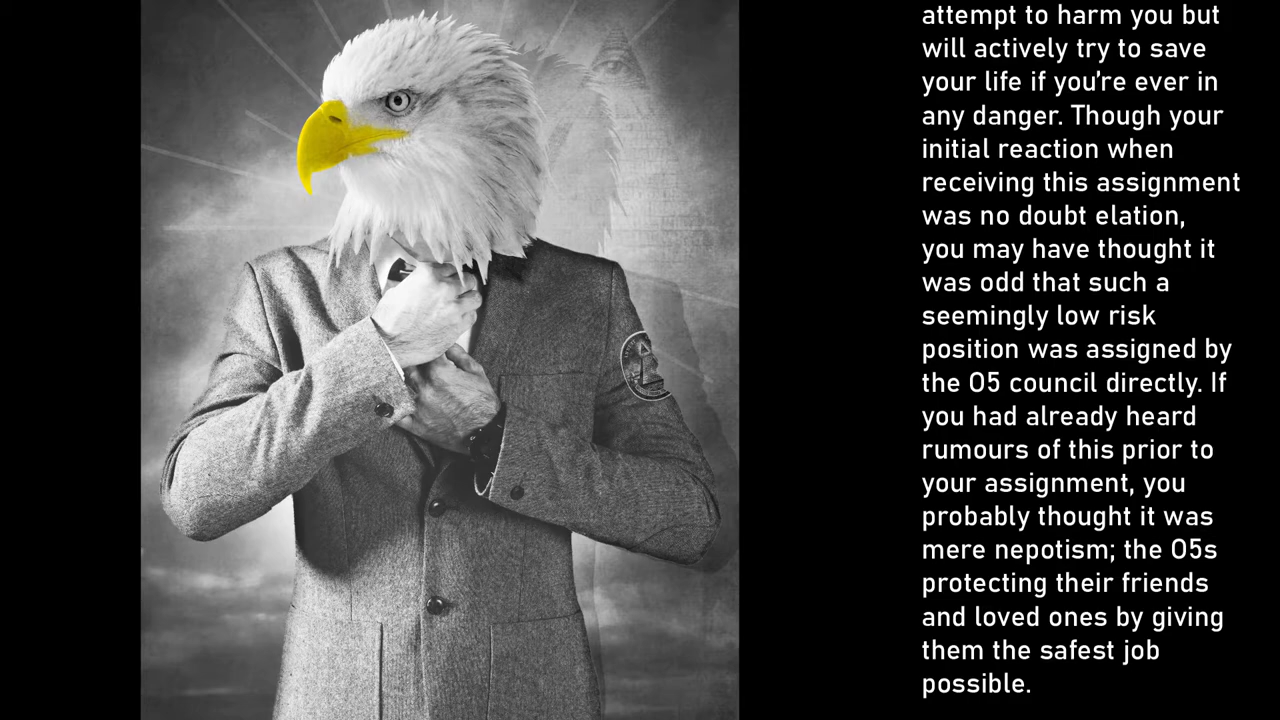 attempt to harm you but
will actively try to save
your life if you’re ever in
any danger. Though your
initial reaction when
receiving this assignment
was no doubt elation,
you may have thought it
was odd that such a
seemingly low risk
position was assigned by
the O5 council directly. If
you had already heard
rumours of this prior to
your assignment, you
probably thought it was
mere nepotism; the O5s
protecting their friends
and loved ones by giving
them the safest job
possible.